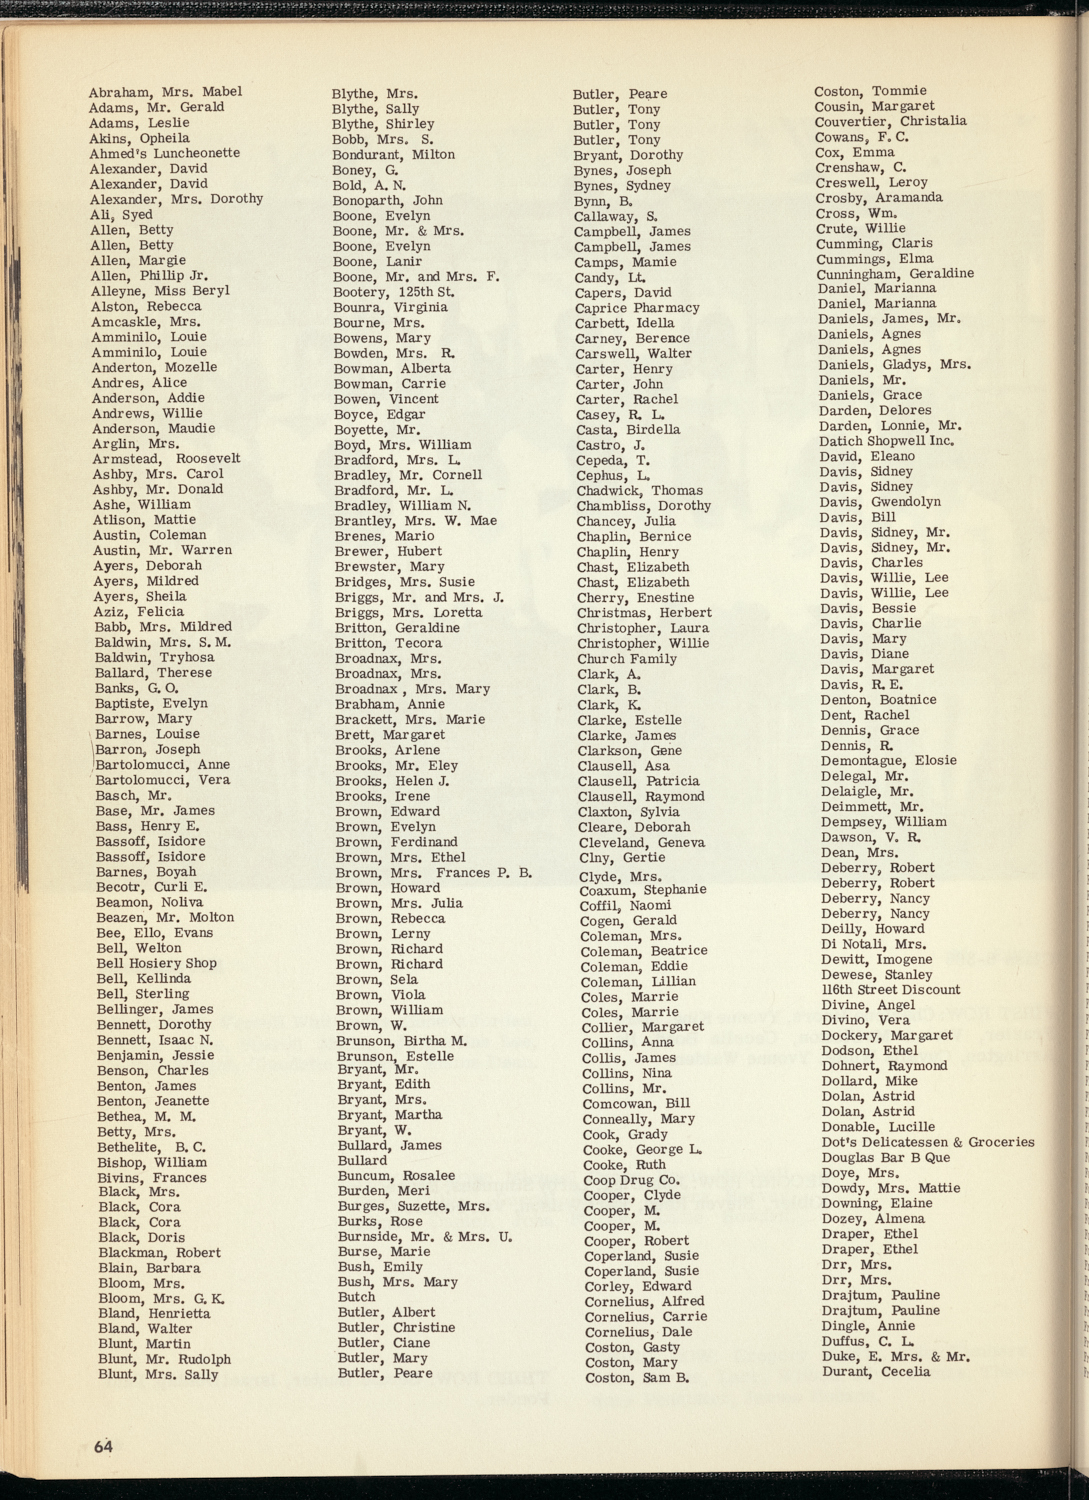 Abraham, Mrs. Mabel
Adams, Mr. Gerald
Adams, Leslie
Akins, Opheila
Ahmed's Luncheonette
Alexander, David
Alexander, David
Alexander, Mrs. Dorothy
Ali, Syed
Allen, Betty
Allen, Betty
Allen, Margie
Allen, Phillip Jr.
Alleyne, Miss Beryl
Alston, Rebecca
Amcaskle, Mrs.
Amminilo, Louie
Amminilo, Louie
Anderton, Mozelle
Andres, Alice
Anderson, Addie
Andrews, Willie
Anderson, Maudie
Arglin, Mrs.
Armstead, Roosevelt
Ashby, Mrs. Carol
Ashby, Mr. Donald
Ashe, William
Atlison, Mattie
Austin, Coleman
Austin, Mr. Warren
Ayers, Deborah
Ayers, Mildred
Ayers, Sheila
Aziz, Felicia
Babb, Mrs. Mildred
Baldwin, Mrs. S. M.
Baldwin, Tryhosa
Ballard, Therese
Banks, G. O.
Baptiste, Evelyn
Barrow, Mary
Barnes, Louise
Barron, Joseph
Bartolomucci, Anne
Bartolomucci, Vera
Basch, Mr.
Base, Mr. James
Bass, Henry E.
Bassoff, Isidore
Bassoff, Isidore
Barnes, Boyah
Becotr, Curli E.
Beamon, Noliva
Beazen, Mr. Molton
Bee, Ello, Evans
Bell, Welton
Bell Hosiery Shop
Bell, Kellinda
Bell, Sterling
Bellinger, James
Bennett, Dorothy
Bennett, Isaac N.
Benjamin, Jessie
Benson, Charles
Benton, James
Benton, Jeanette
Bethea, M. M.
Betty, Mrs.
Bethelite, B. C.
Bishop, William
Bivins, Frances
Black, Mrs.
Black, Cora
Black, Cora
Black, Doris
Blackman, Robert
Blain, Barbara
Bloom, Mrs.
Bloom, Mrs. G. K.
Bland, Henrietta
Bland, Walter
Blunt, Martin
Blunt, Mr. Rudolph
Blunt, Mrs. Sally
Blythe, Mrs.
Blythe, Sally
Blythe, Shirley
Bobb, Mrs. S.
Bondurant, Milton
Boney, G.
Bold, A. N.
Bonoparth, John
Boone, Evelyn
Boone, Mr. & Mrs.
Boone, Evelyn
Boone, Lanir
Boone, Mr. and Mrs. F.
Bootery, 125th St.
Bounra, Virginia
Bourne, Mrs.
Bowens, Mary
Bowden, Mrs. R.
Bowman, Alberta
Bowman, Carrie
Bowen, Vincent
Boyce, Edgar
Boyette, Mr.
Boyd, Mrs. William
Bradford, Mrs. L.
Bradley, Mr. Cornell
Bradford, Mr. L.
Bradley, William N.
Brantley, Mrs. W. Mae
Brenes, Mario
Brewer, Hubert
Brewster, Mary
Bridges, Mrs. Susie
Briggs, Mr. and Mrs. J.
Briggs, Mrs. Loretta
Britton, Geraldine
Britton, Tecora
Broadnax, Mrs.
Broadnax, Mrs.
Broadnax , Mrs. Mary
Brabham, Annie
Brackett, Mrs. Marie
Brett, Margaret
Brooks, Arlene
Brooks, Mr. Eley
Brooks, Helen J.
Brooks, Irene
Brown, Edward
Brown, Evelyn
Brown, Ferdinand
Brown, Mrs. Ethel
Brown, Mrs. Frances P. B.
Brown, Howard
Brown, Mrs. Julia
Brown, Rebecca
Brown, Lerny
Brown, Richard
Brown, Richard
Brown, Sela
Brown, Viola
Brown, William
Brown, W.
Brunson, Birtha M.
Brunson, Estelle
Bryant, Mr.
Bryant, Edith
Bryant, Mrs.
Bryant, Martha
Bryant, W.
Bullard, James
Bullard
Buncum, Rosalee
Burden, Meri
Burges, Suzette, Mrs.
Burks, Rose
Burnside, Mr. & Mrs. U.
Burse, Marie
Bush, Emily
Bush, Mrs. Mary
Butch
Butler, Albert
Butler, Christine
Butler, Ciane
Butler, Mary
Butler, Peare
Butler, Peare
Butler, Tony
Butler, Tony
Butler, Tony
Bryant, Dorothy
Bynes, Joseph
Bynes, Sydney
Bynn, B.
Callaway, S.
Campbell, James
Campbell, James
Camps, Mamie
Candy, Lt.
Capers, David
Caprice Pharmacy
Carbett, Idella
Carney, Berence
Carswell, Walter
Carter, Henry
Carter, John
Carter, Rachel
Casey, R. L.
Casta, Birdella
Castro, J.
Cepeda, T.
Cephus, L.
Chadwick, Thomas
Chambliss, Dorothy
Chancey, Julia
Chaplin, Bernice
Chaplin, Henry
Chast, Elizabeth
Chast, Elizabeth
Cherry, Enestine
Christmas, Herbert
Christopher, Laura
Christopher, Willie
Church Family
Clark, A.
Clark, B.
Clark, K.
Clarke, Estelle
Clarke, James
Clarkson, Gene
Clausell, Asa
Clausell, Patricia
Clausell, Raymond
Claxton, Sylvia
Cleare, Deborah
Cleveland, Geneva
Clny, Gertie
Clyde, Mrs.
Coaxum, Stephanie
Coffil, Naomi
Cogen, Gerald
Coleman, Mrs.
Coleman, Beatrice
Coleman, Eddie
Coleman, Lillian
Coles, Marrie
Coles, Marrie
Collier, Margaret
Collins, Anna
Collis, James
Collins, Nina
Collins, Mr.
Comcowan, Bill
Conneally, Mary
Cook, Grady
Cooke, George L.
Cooke, Ruth
Coop Drug Co.
Cooper, Clyde
Cooper, M.
Cooper, M.
Cooper, Robert
Coperland, Susie
Coperland, Susie
Corley, Edward
Cornelius, Alfred
Cornelius, Carrie
Cornelius, Dale
Coston, Gasty
Coston, Mary
Coston, Sam B.
Coston, Tommie
Cousin, Margaret
Couvertier, Christalia
Cowans, F. C.
Cox, Emma
Crenshaw, C.
Creswell, Leroy
Crosby, Aramanda
Cross, Wm.
Crute, Willie
Cumming, Claris
Cummings, Elma
Cunningham, Geraldine
Daniel, Marianna
Daniel, Marianna
Daniels, James, Mr.
Daniels, Agnes
Daniels, Agnes
Daniels, Gladys, Mrs.
Daniels, Mr.
Daniels, Grace
Darden, Delores
Darden, Lonnie, Mr.
Datich Shopwell Inc.
David, Eleano
Davis, Sidney
Davis, Sidney
Davis, Gwendolyn
Davis, Bill
Davis, Sidney, Mr.
Davis, Sidney, Mr.
Davis, Charles
Davis, Willie, Lee
Davis, Willie, Lee
Davis, Bessie
Davis, Charlie
Davis, Mary
Davis, Diane
Davis, Margaret
Davis, R. E.
Denton, Boatnice
Dent, Rachel
Dennis, Grace
Dennis, R.
Demontague, Elosie
Delegal, Mr.
Delaigle, Mr.
Deimmett, Mr.
Dempsey, William
Dawson, V. R.
Dean, Mrs.
Deberry, Robert
Deberry, Robert
Deberry, Nancy
Deberry, Nancy
Deilly, Howard
Di Notali, Mrs.
Dewitt, Imogene
Dewese, Stanley
116th Street Discount
Divine, Angel
Divino, Vera
Dockery, Margaret
Dodson, Ethel
Dohnert, Raymond
Dollard, Mike
Dolan, Astrid
Dolan, Astrid
Donable, Lucille
Dot's Delicatessen & Groceries
Douglas Bar B Que
Doye, Mrs.
Dowdy, Mrs. Mattie
Downing, Elaine
Dozey, Almena
Draper, Ethel
Draper, Ethel
Drr, Mrs.
Drr, Mrs.
Drajtum, Pauline
Drajtum, Pauline
Dingle, Annie
Duffus, C. L.
Duke, E. Mrs. & Mr.
Durant, Cecelia
64